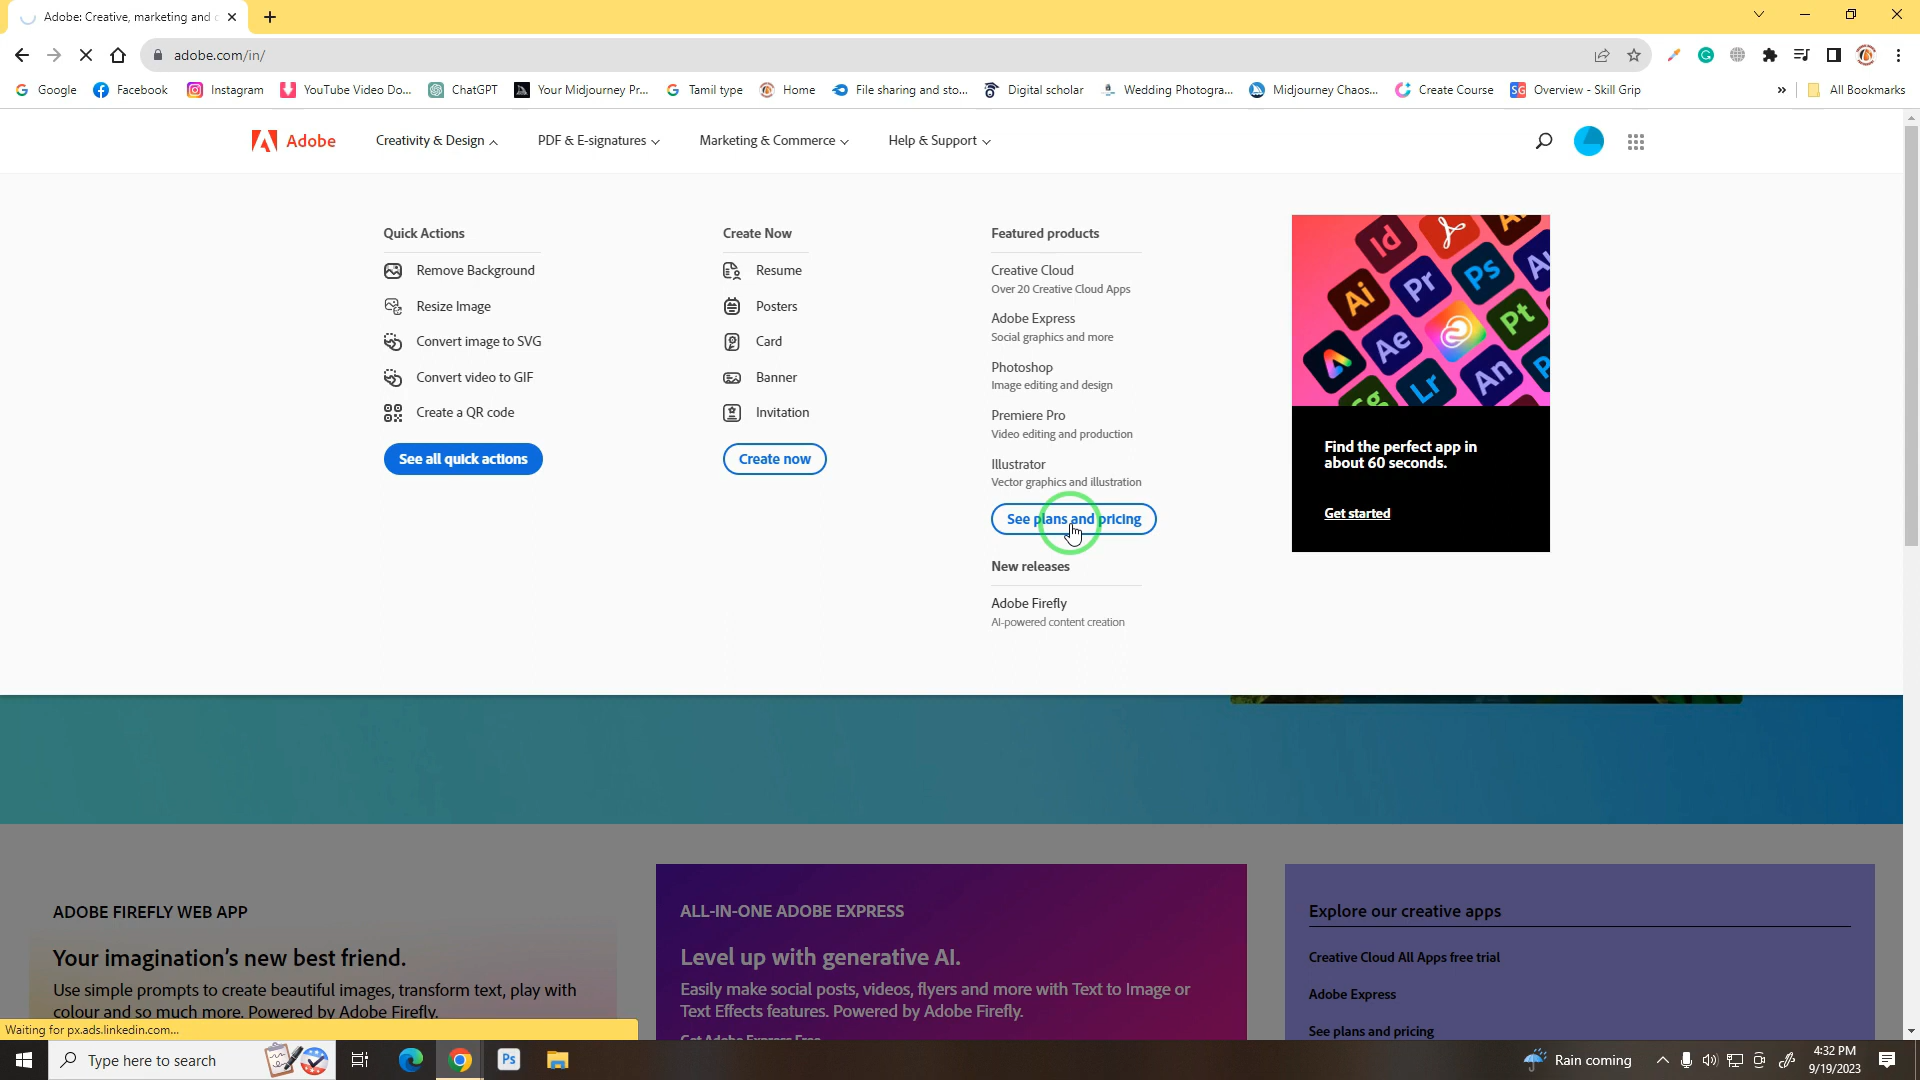 Adobe: Creative, marketing and
adobe.com/in/
Google
Facebook
Instagram
YouTube Video Do...
ChatGPT
Your Midjourney Pr...
Tamil type
Home
File sharing and sto...
Digital scholar
Wedding Photogra...
Midjourney Chaos...
Create Course
SG Overview - Skill Grip
»
All Bookmarks
Adobe
Creativity & Design
PDF & E-signatures
Marketing & Commerce
Help & Support
Quick Actions
Remove Background
Resize Image
Convert image to SVG
Convert video to GIF
Create a QR code
See all quick actions
Create Now
Resume
Posters
Card
Banner
Invitation
Create now
Featured products
Creative Cloud
Over 20 Creative Cloud Apps
Adobe Express
Social graphics and more
Photoshop
Image editing and design
Premiere Pro
Video editing and production
Illustrator
Vector graphics and illustration
See plans and pricing
New releases
Adobe Firefly
AI-powered content creation
Id
Ai
Pr
Ps
Au
Ae
Pt
Lr
An
Find the perfect app in
about 60 seconds.
Get started
ADOBE FIREFLY WEB APP
Your imagination's new best friend.
Use simple prompts to create beautiful images, transform text, play with
colour and so much more. Powered by Adobe Firefly.
ALL-IN-ONE ADOBE EXPRESS
Level up with generative AI.
Easily make social posts, videos, flyers and more with Text to Image or
Text Effects features. Powered by Adobe Firefly.
Get Adobe Express Free
Explore our creative apps
Creative Cloud All Apps free trial
Adobe Express
See plans and pricing
Waiting for px.ads.linkedin.com...
Type here to search
Ps
Rain coming
4:32 PM
9/19/2023